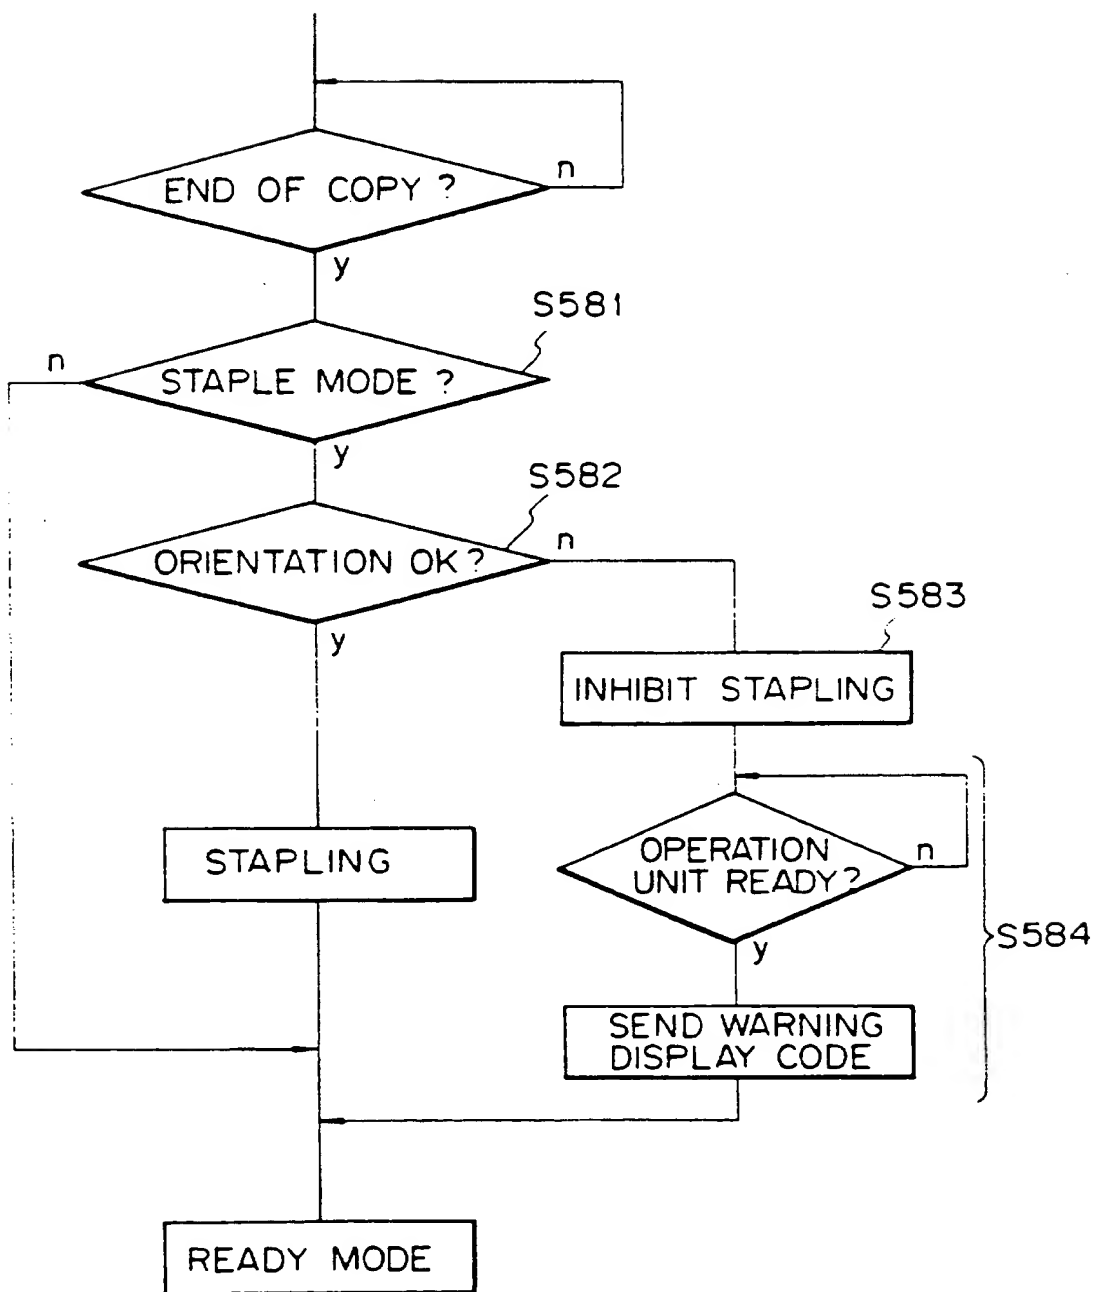 END OF COPY ?
n
y
S581
n
STAPLE MODE ?
y
S582
ORIENTATION OK ?
n
y
S583
INHIBIT STAPLING
STAPLING
OPERATION
UNIT READY ?
n
y
S584
SEND WARNING
DISPLAY CODE
READY MODE